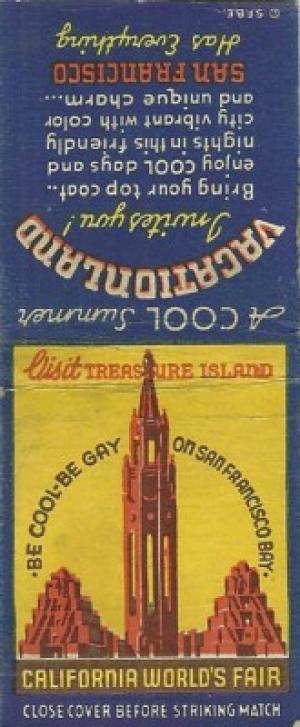 A COOL Summer
VACATIONLAND
Invites you!
Bring your top coat..
enjoy COOL days and
nights in this friendly
city vibrant with color
and unique charm...
SAN FRANCISCO
Has Everything
© S.F.B.E.
Visit TREASURE ISLAND
·BE COOL·BE GAY
ON SAN FRANCISCO BAY·
CALIFORNIA WORLD'S FAIR
CLOSE COVER BEFORE STRIKING MATCH